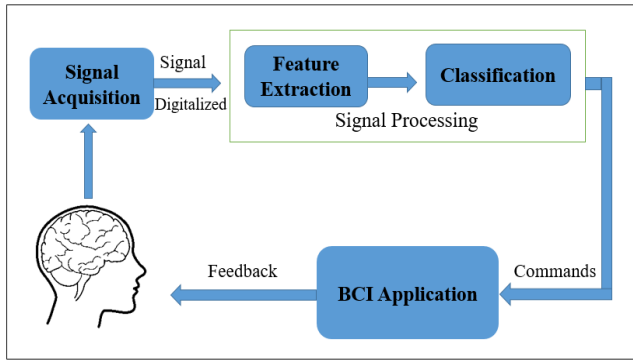 Signal
Acquisition
Signal
Digitalized
Feature
Extraction
Classification
Signal Processing
Feedback
BCI Application
Commands